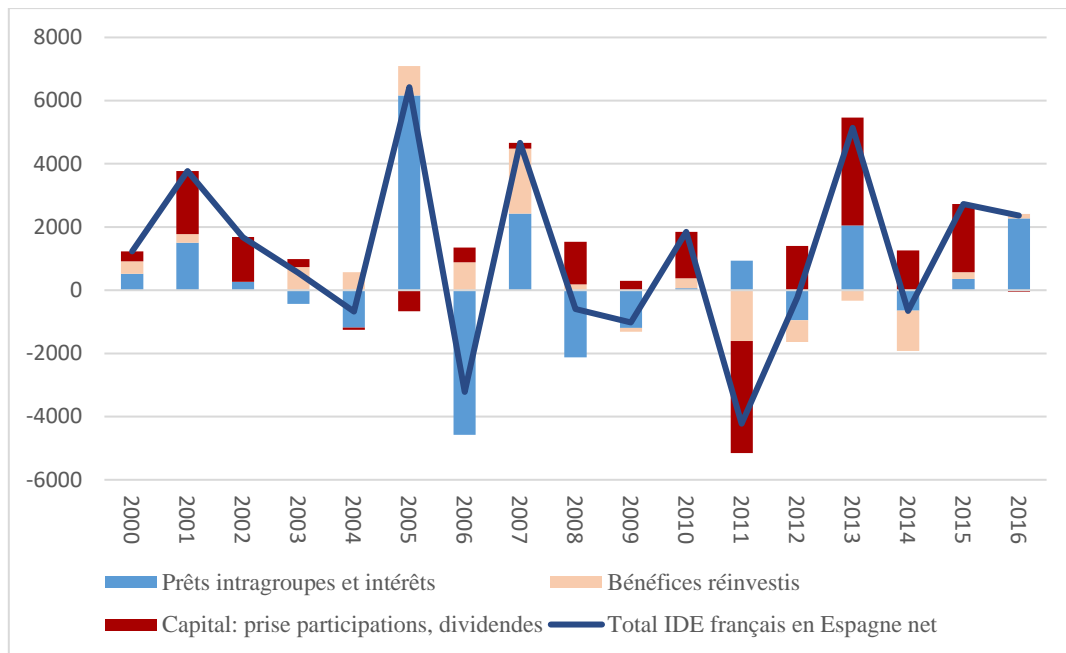 8000
6000
4000
2000
0
-2000
-4000
-6000
2000 2001 2002 2003 2004 2005 2006 2007 2008 2009 2010 2011 2012 2013 2014 2015 2016
Prêts intragroupes et intérêts Bénéfices réinvestis
Capital: prise participations, dividendes Total IDE français en Espagne net